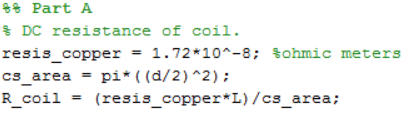 %% Part A
% DC resistance of coil.
resis_copper = 1.72*10^-8; %ohmic meters
cs_area = pi*((d/2)^2);
R_coil = (resis_copper*L)/cs_area;